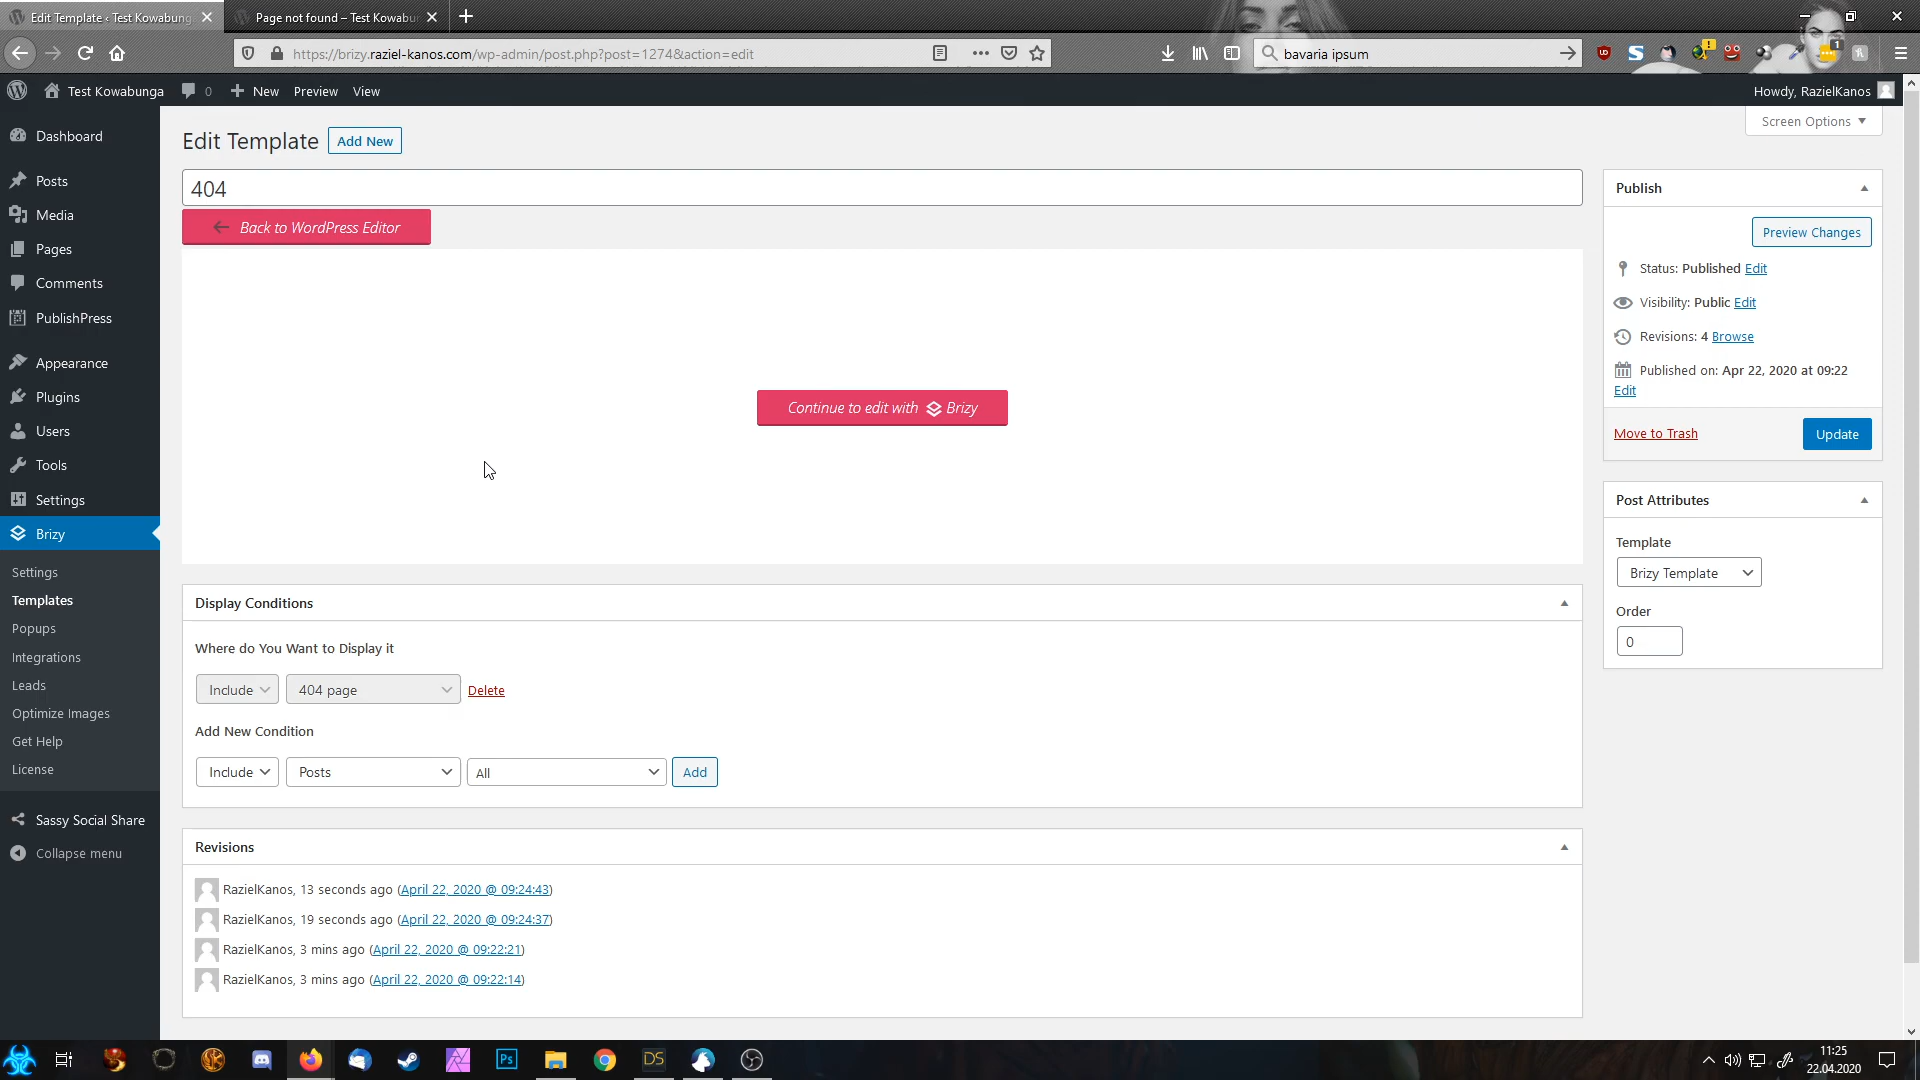 Edit Template ‹ Test Kowabung
Page not found – Test Kowabu
https://brizy.raziel-kanos.com/wp-admin/post.php?post=1274&action=edit
bavaria ipsum
1
Test Kowabunga
0
New
Preview
View
Howdy, RazielKanos
Dashboard
Posts
Media
Pages
Comments
PublishPress
Appearance
Plugins
Users
Tools
Settings
Brizy
Settings
Templates
Popups
Integrations
Leads
Optimize Images
Get Help
License
Sassy Social Share
Collapse menu
Screen Options
Edit Template
Add New
404
Back to WordPress Editor
Continue to edit with Brizy
Display Conditions
Where do You Want to Display it
Include
404 page
Delete
Add New Condition
Include
Posts
All
Add
Revisions
RazielKanos, 13 seconds ago (April 22, 2020 @ 09:24:43)
RazielKanos, 19 seconds ago (April 22, 2020 @ 09:24:37)
RazielKanos, 3 mins ago (April 22, 2020 @ 09:22:21)
RazielKanos, 3 mins ago (April 22, 2020 @ 09:22:14)
Publish
Preview Changes
Status: Published Edit
Visibility: Public Edit
Revisions: 4 Browse
Published on: Apr 22, 2020 at 09:22
Edit
Move to Trash
Update
Post Attributes
Template
Brizy Template
Order
0
Ps
DS
11:25
22.04.2020